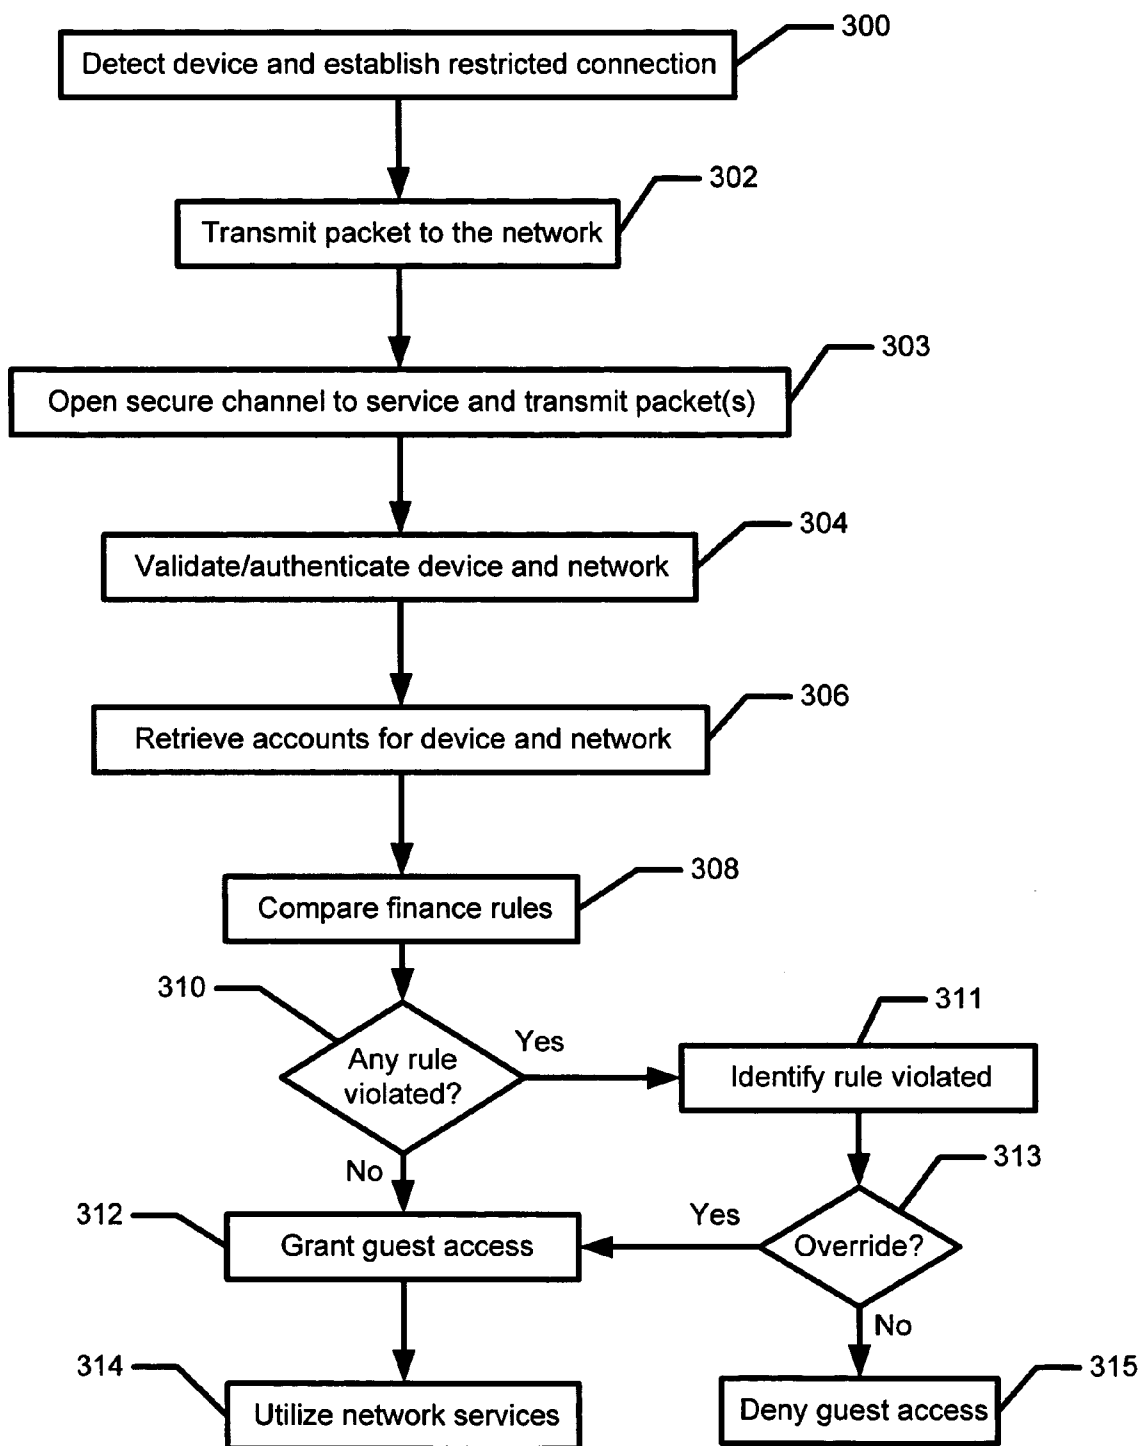 300
Detect device and establish restricted connection
302
Transmit packet to the network
303
Open secure channel to service and transmit packet(s)
304
Validate/authenticate device and network
306
Retrieve accounts for device and network
308
Compare finance rules
310
Any rule
violated?
Yes
311
Identify rule violated
No
313
312
Grant guest access
Yes
Override?
No
314
Utilize network services
315
Deny guest access